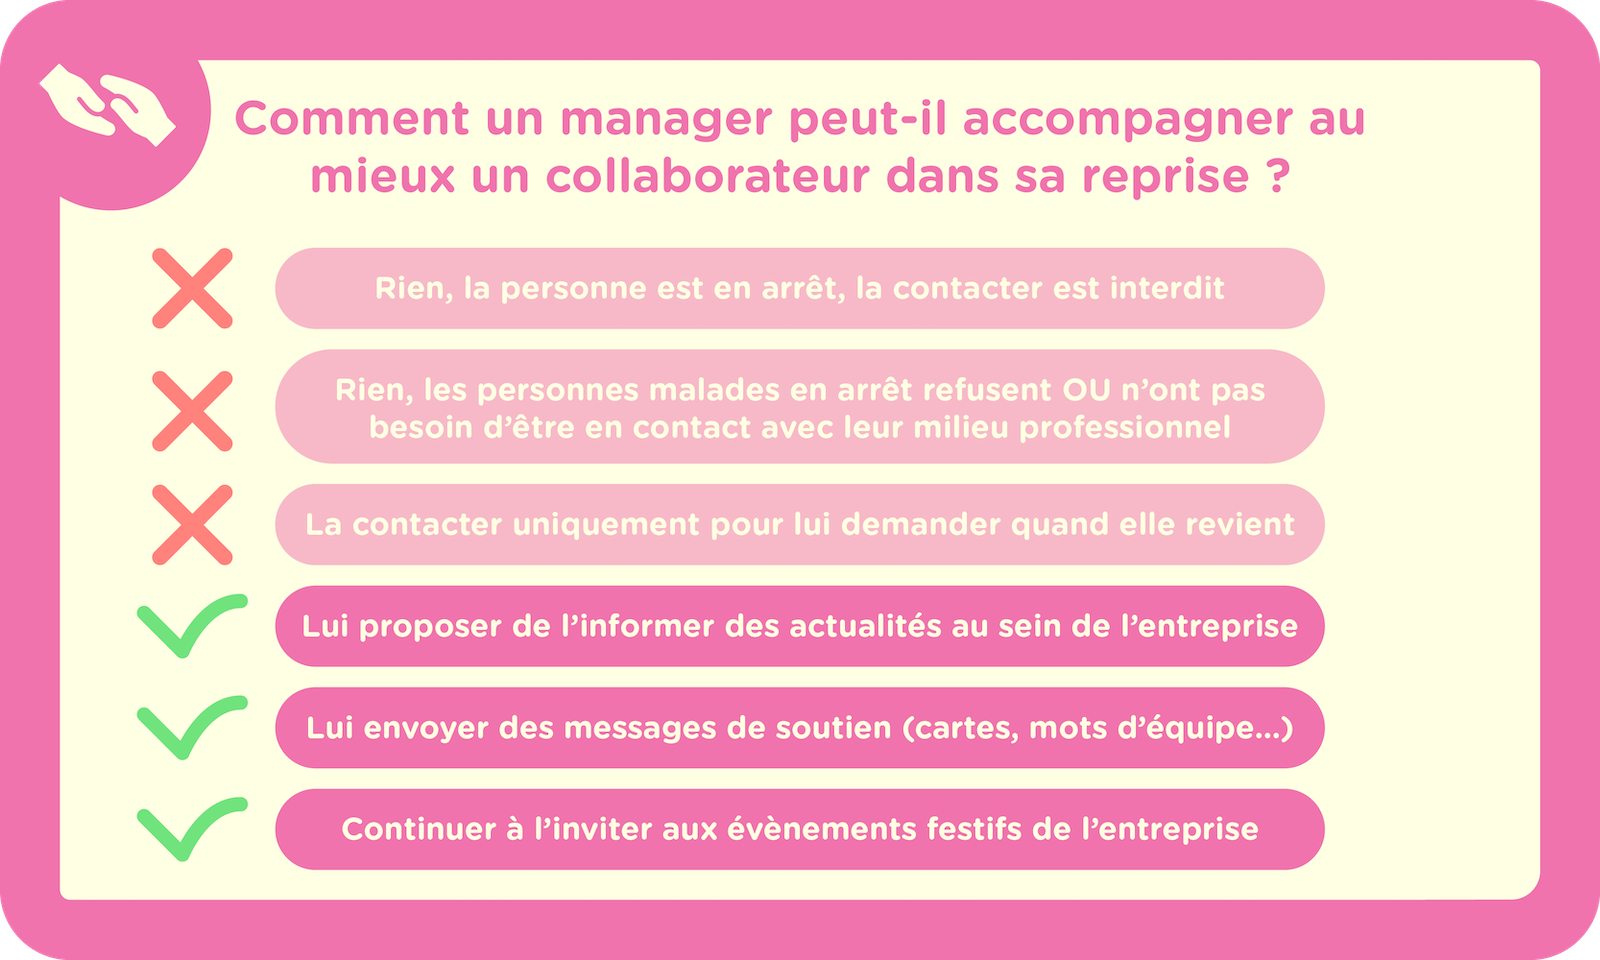 Comment un manager peut-il accompagner au
mieux un collaborateur dans sa reprise ?
Rien, la personne est en arrêt, la contacter est interdit
Rien, les personnes malades en arrêt refusent OU n’ont pas
besoin d’être en contact avec leur milieu professionnel
La contacter uniquement pour lui demander quand elle revient
Lui proposer de l’informer des actualités au sein de l’entreprise
Lui envoyer des messages de soutien (cartes, mots d’équipe...)
Continuer à l’inviter aux évènements festifs de l’entreprise